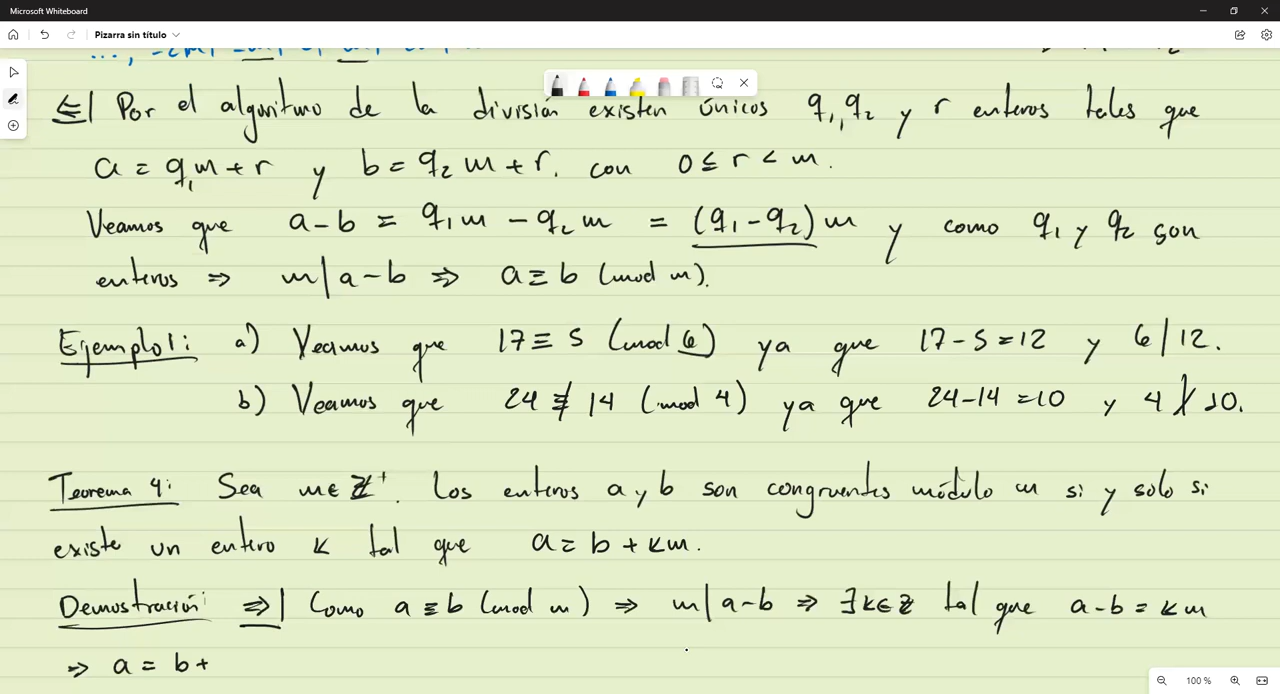 Microsoft Whiteboard
Pizarra sin título
⇐| Por el algoritmo de la división existen únicos q₁, q₂ y r enteros tales que
a = q₁m + r y b = q₂m + r, con 0 ≤ r < m.
Veamos que a - b = q₁m - q₂m = (q₁ - q₂)m y como q₁ y q₂ son
enteros ⇒ m | a - b ⇒ a ≡ b (mod m).
Ejemplo 1: a) Veamos que 17 ≡ 5 (mod 6) ya que 17 - 5 = 12 y 6 | 12.
b) Veamos que 24 ≢ 14 (mod 4) ya que 24 - 14 = 10 y 4 ∤ 10.
Teorema 4: Sea m ∈ ℤ⁺. Los enteros a y b son congruentes módulo m si y solo si
existe un entero k tal que a = b + km.
Demostración: ⇒| Como a ≡ b (mod m) ⇒ m | a - b ⇒ ∃ k ∈ ℤ tal que a - b = km
⇒ a = b +
100 %